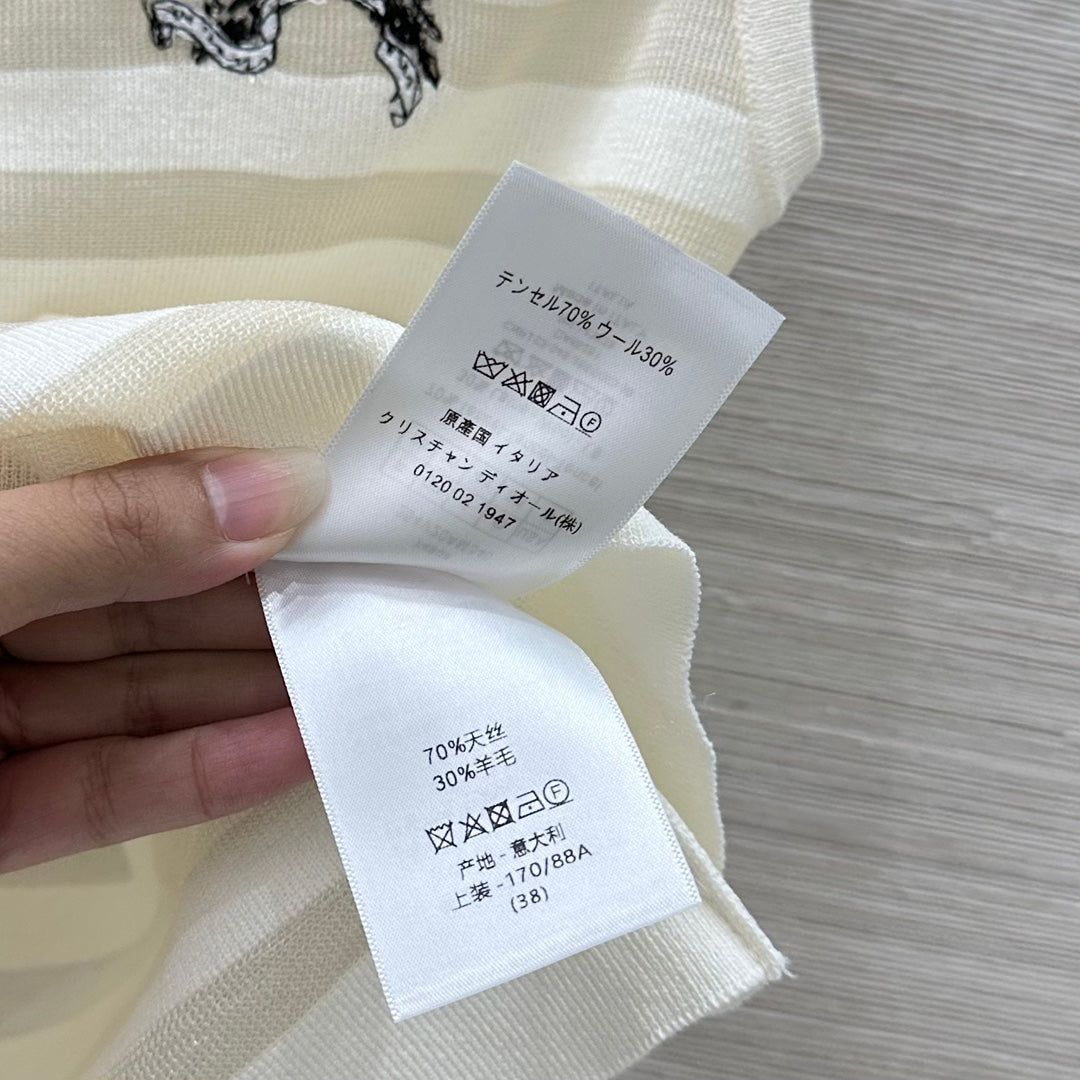 テンセル70% ウール30%
F
原産国 イタリア
クリスチャン ディオール(株)
0120 02 1947
70%天丝
30%羊毛
F
产地 - 意大利
上装 -170/88A
(38)